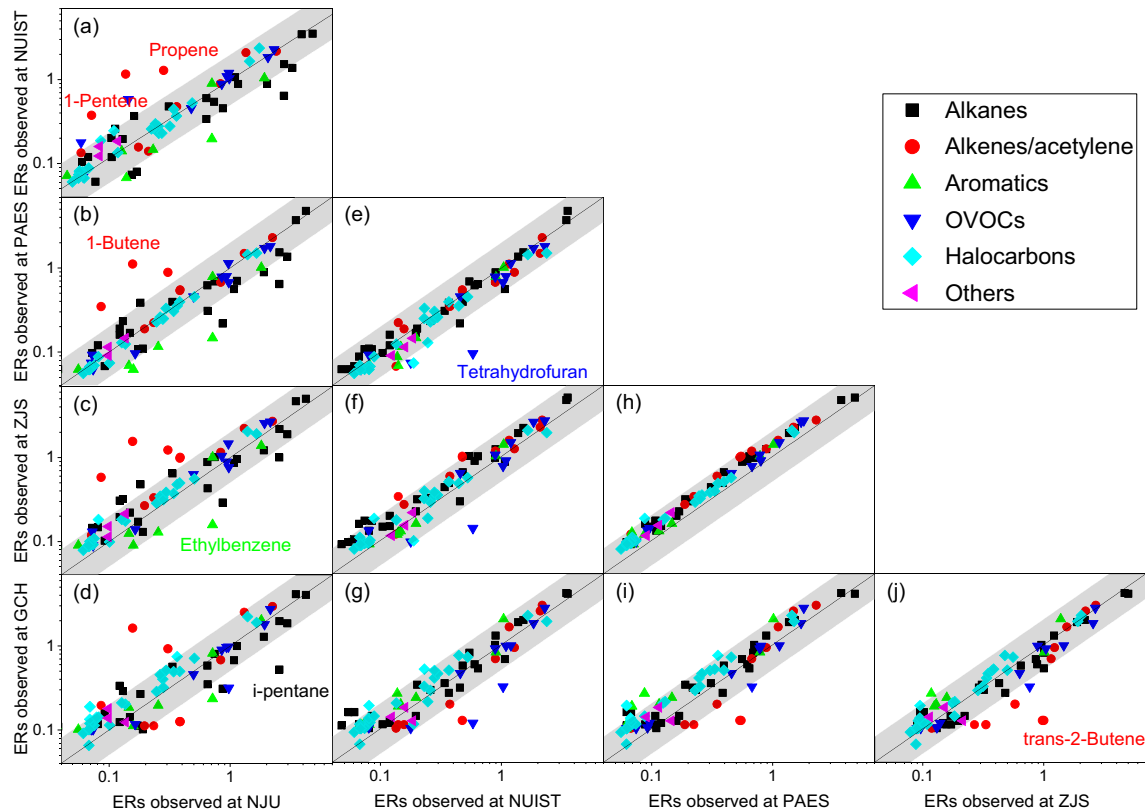 (a)
Propene
1-Pentene
1
0.1
ERs observed at NUIST
Alkanes
Alkenes/acetylene
Aromatics
OVOCs
Halocarbons
Others
(b)
1-Butene
1
0.1
ERs observed at PAES
(e)
Tetrahydrofuran
(c)
Ethylbenzene
1
0.1
ERs observed at ZJS
(f)
(h)
(d)
i-pentane
1
0.1
ERs observed at GCH
(g)
(i)
(j)
trans-2-Butene
0.1 1 0.1 1 0.1 1 0.1 1
ERs observed at NJU ERs observed at NUIST ERs observed at PAES ERs observed at ZJS